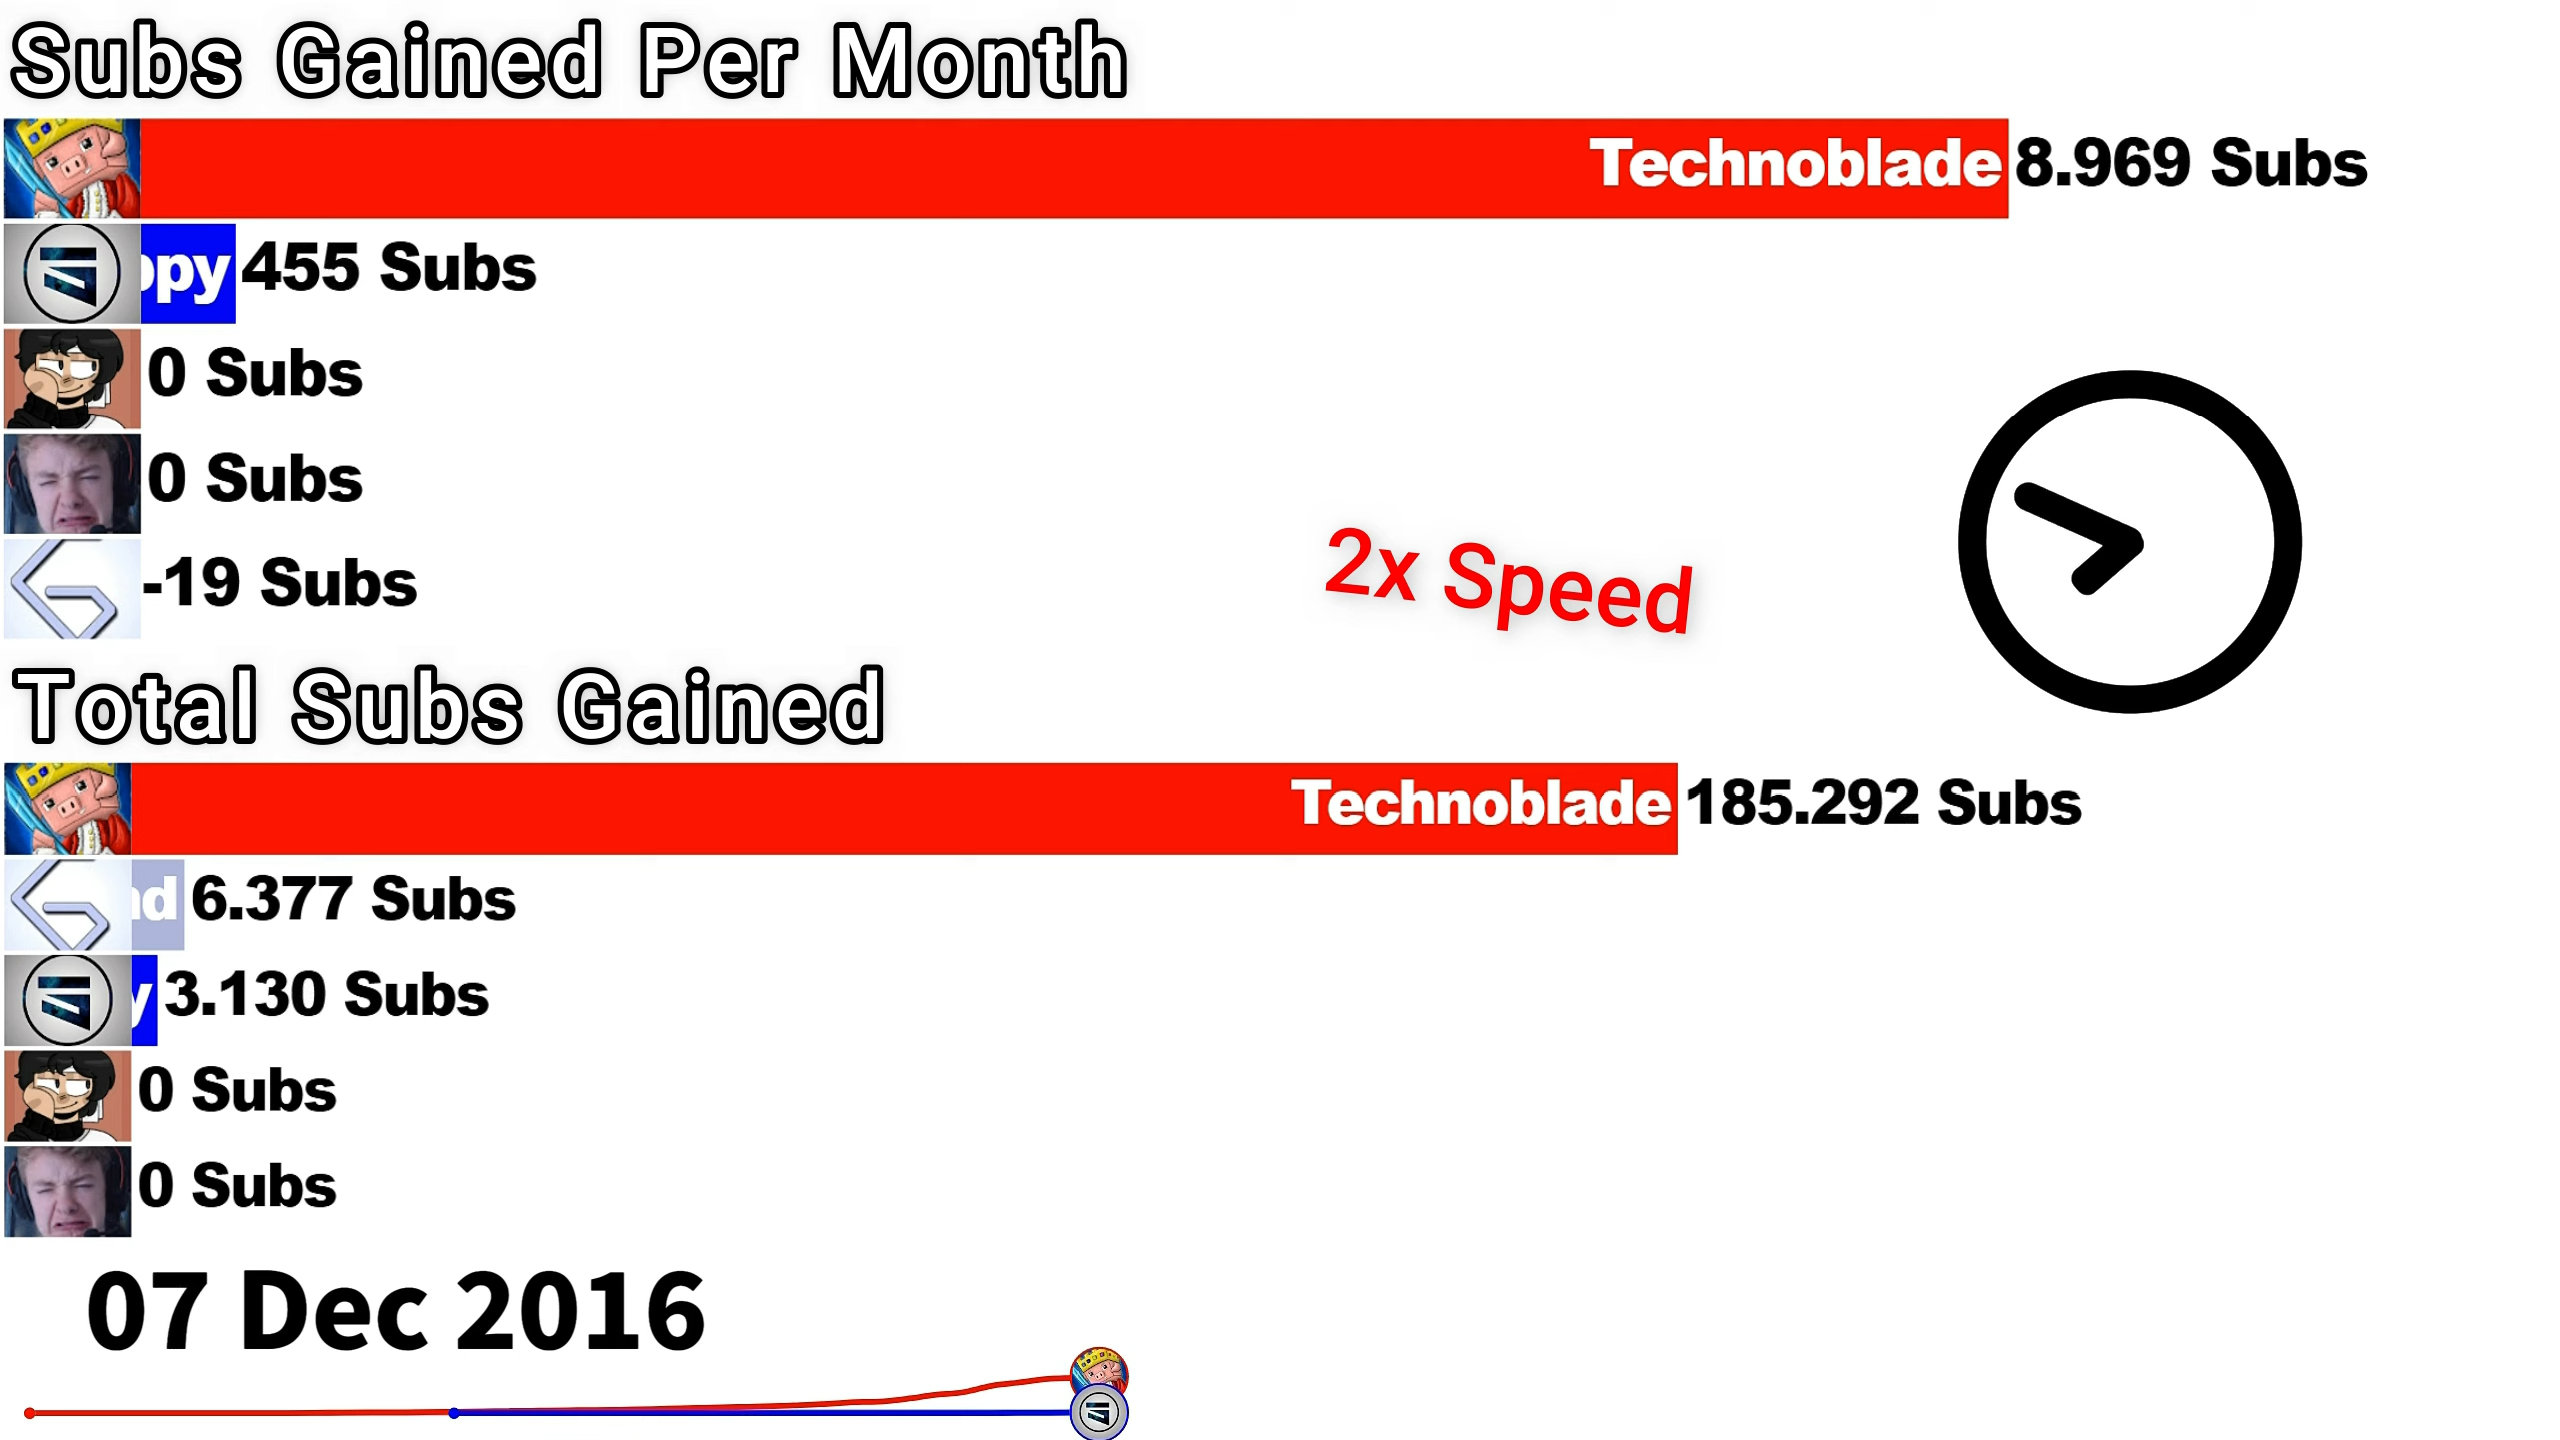 Subs Gained Per Month
Technoblade 8.969 Subs
ppy 455 Subs
0 Subs
0 Subs
-19 Subs
2x Speed
Total Subs Gained
Technoblade 185.292 Subs
nd 6.377 Subs
y 3.130 Subs
0 Subs
0 Subs
07 Dec 2016